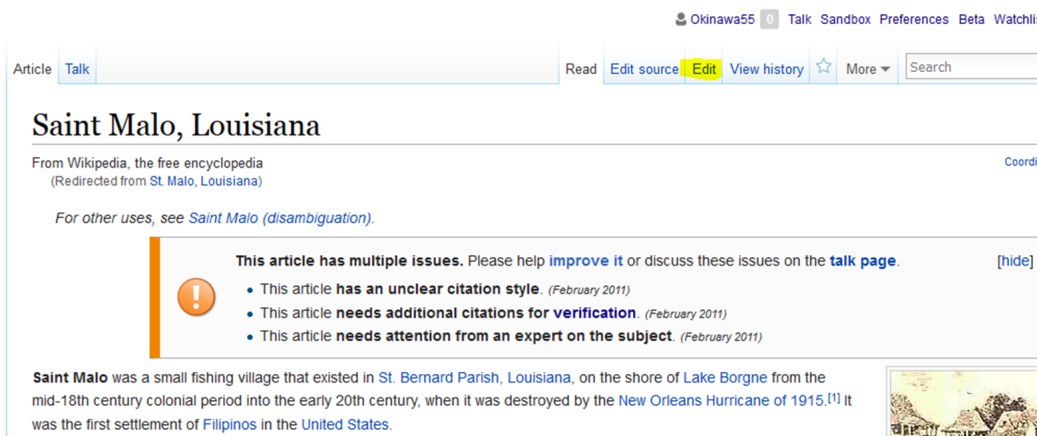 Okinawa55 0 Talk Sandbox Preferences Beta Watchli
Article Talk Read Edit source Edit View history More Search
Saint Malo, Louisiana
From Wikipedia, the free encyclopedia Coordi
(Redirected from St. Malo, Louisiana)
For other uses, see Saint Malo (disambiguation).
This article has multiple issues. Please help improve it or discuss these issues on the talk page. [hide]
• This article has an unclear citation style. (February 2011)
• This article needs additional citations for verification. (February 2011)
• This article needs attention from an expert on the subject. (February 2011)
Saint Malo was a small fishing village that existed in St. Bernard Parish, Louisiana, on the shore of Lake Borgne from the
mid-18th century colonial period into the early 20th century, when it was destroyed by the New Orleans Hurricane of 1915.[1] It
was the first settlement of Filipinos in the United States.